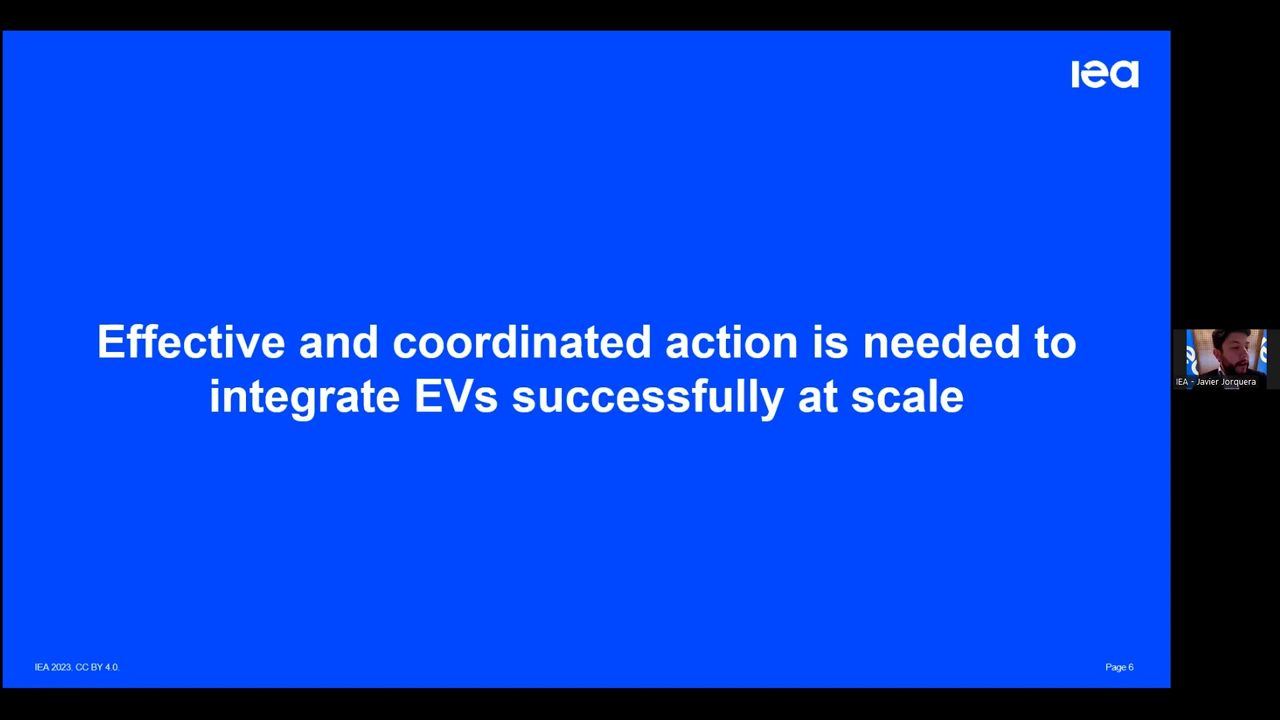 iea
Effective and coordinated action is needed to
integrate EVs successfully at scale
IEA - Javier Jorquera
IEA 2023. CC BY 4.0.
Page 6